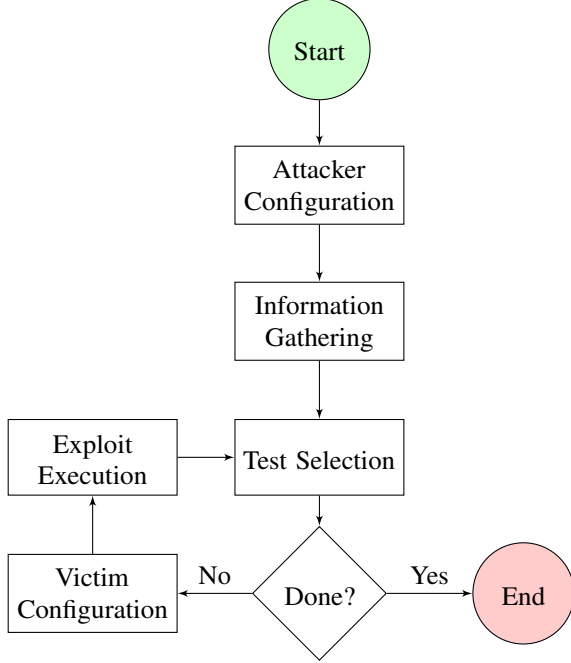 Start
Attacker
Configuration
Information
Gathering
Exploit
Execution
Test Selection
Victim
Configuration
No
Done?
Yes
End